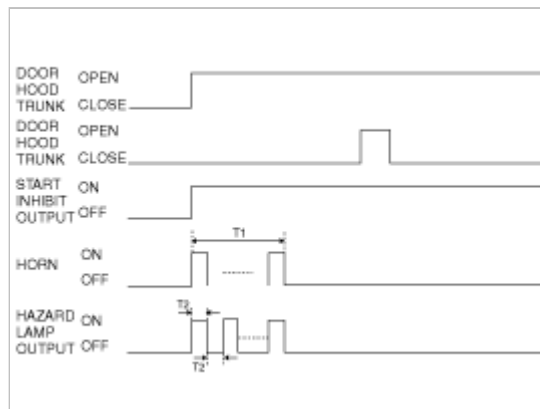 DOOR
HOOD
TRUNK
OPEN
CLOSE
DOOR
HOOD
TRUNK
OPEN
CLOSE
START
INHIBIT
OUTPUT
ON
OFF
T1
HORN
ON
OFF
T2
HAZARD
LAMP
OUTPUT
ON
OFF
T2'